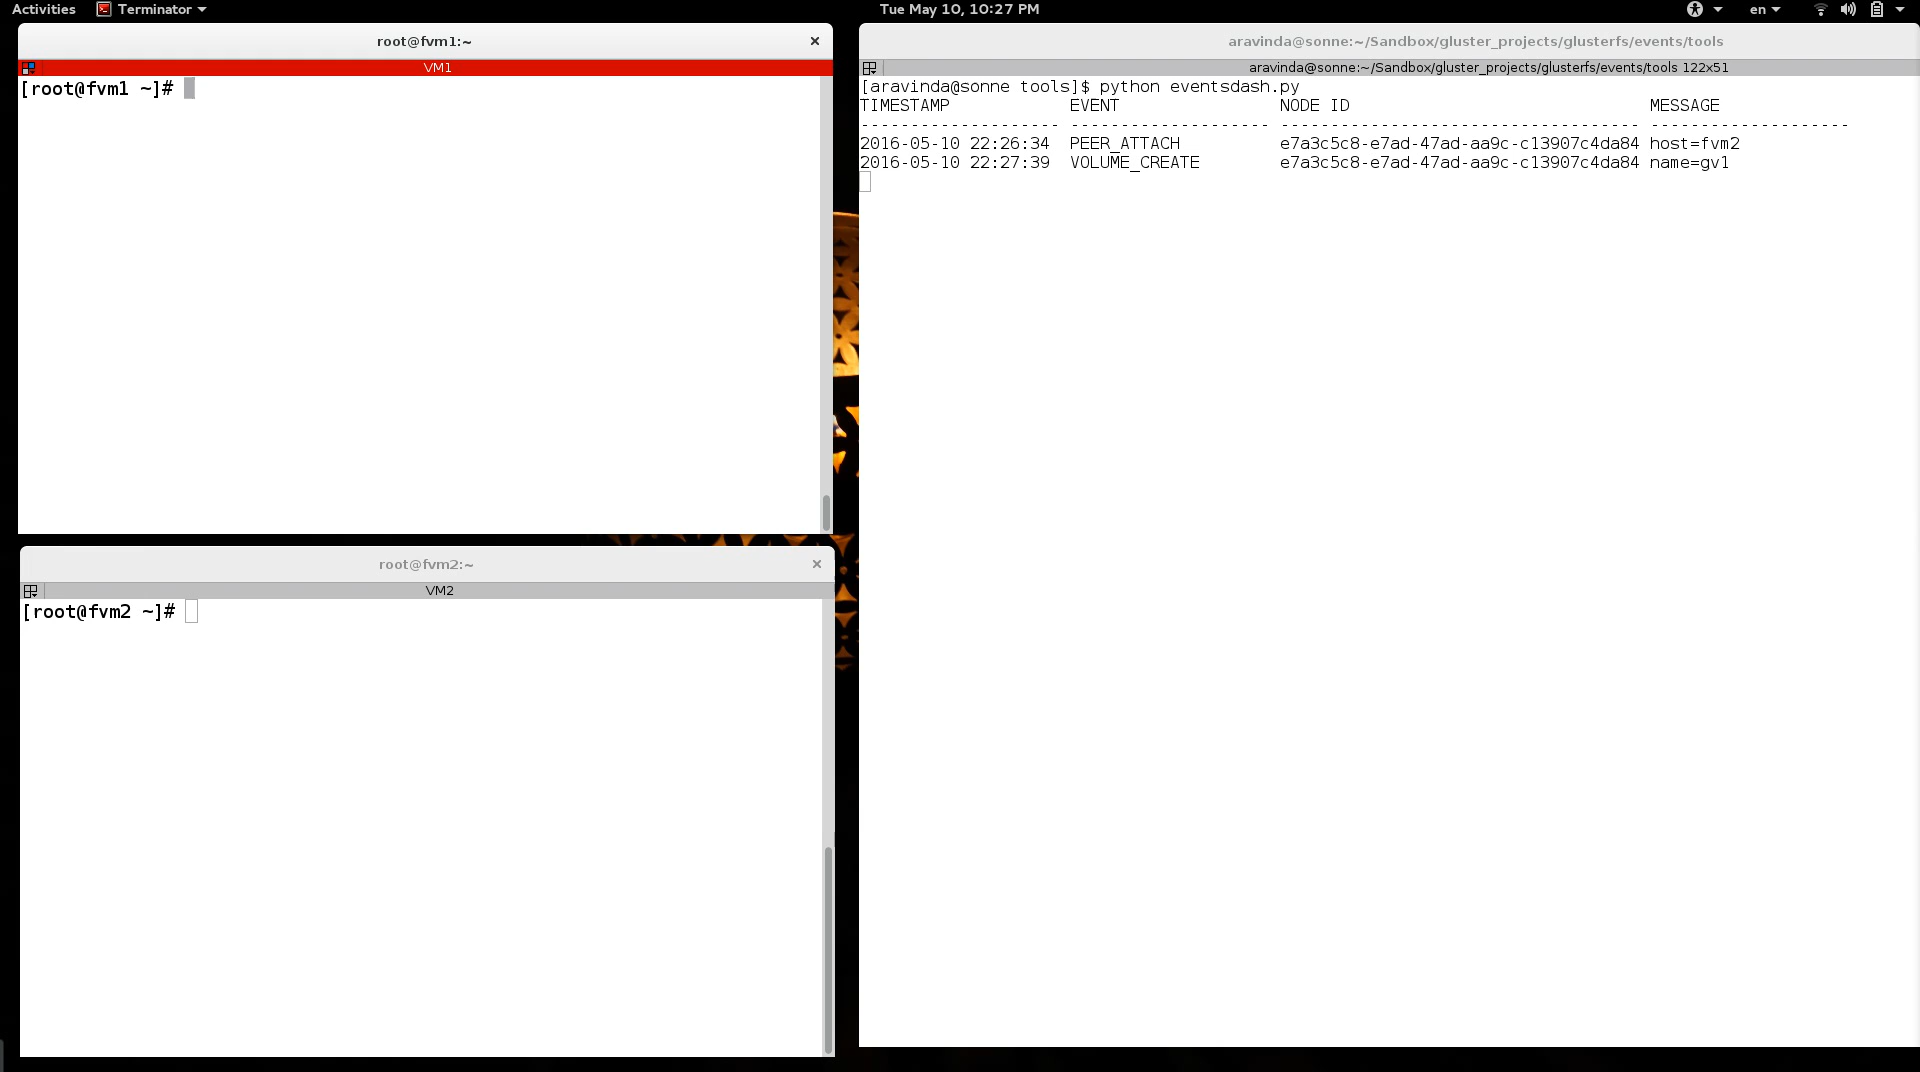 Activities Terminator Tue May 10, 10:27 PM en
root@fvm1:~
VM1
[root@fvm1 ~]#
root@fvm2:~
VM2
[root@fvm2 ~]#
aravinda@sonne:~/Sandbox/gluster_projects/glusterfs/events/tools
aravinda@sonne:~/Sandbox/gluster_projects/glusterfs/events/tools 122x51
[aravinda@sonne tools]$ python eventsdash.py
TIMESTAMP EVENT NODE ID MESSAGE
-------------------- -------------------- ------------------------------------ --------------------
2016-05-10 22:26:34 PEER_ATTACH e7a3c5c8-e7ad-47ad-aa9c-c13907c4da84 host=fvm2
2016-05-10 22:27:39 VOLUME_CREATE e7a3c5c8-e7ad-47ad-aa9c-c13907c4da84 name=gv1